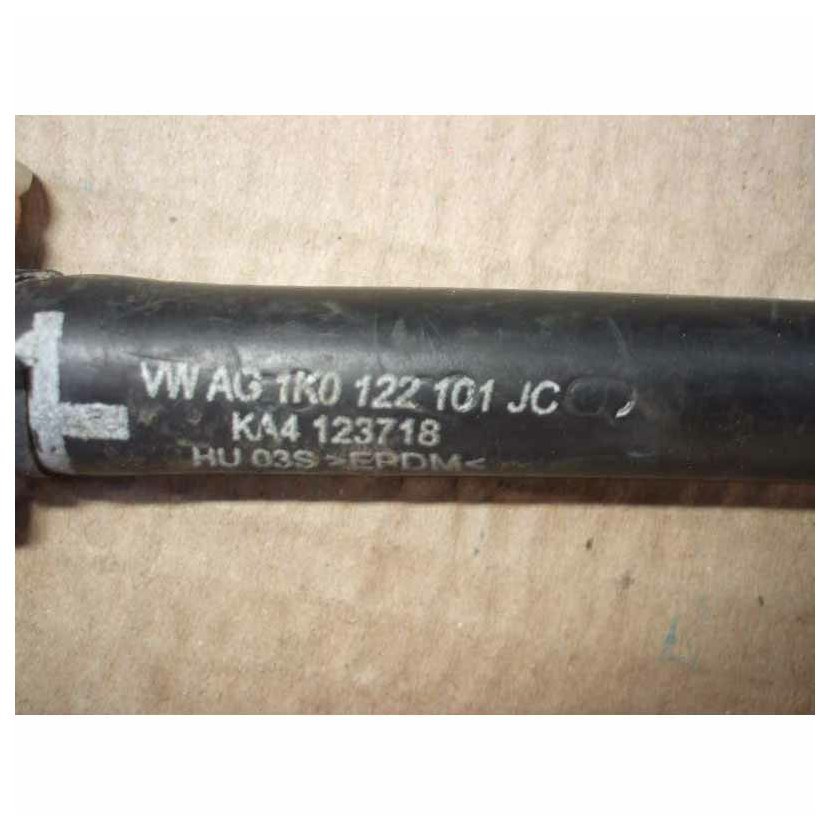 VW AG 1K0 122 101 JC
KA4 123718
HU 03S >EPDM<